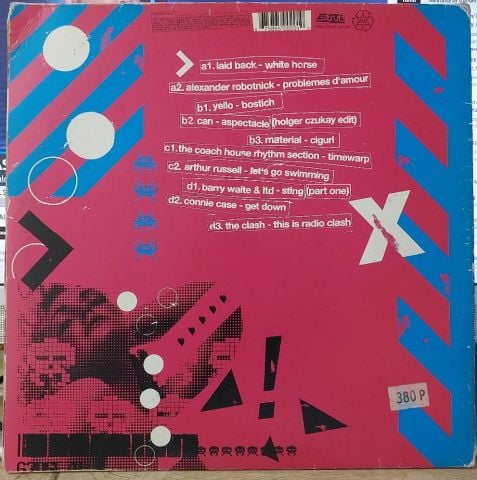 a1. laid back - white horse
a2. alexander robotnick - problemes d'amour
b1. yello - bostich
b2. can - aspectacle (holger czukay edit)
b3. material - ciguri
c1. the coach house rhythm section - timewarp
c2. arthur russell - let's go swimming
d1. barry waite & ltd - sting (part one)
d2. connie case - get down
d3. the clash - this is radio clash
380 P